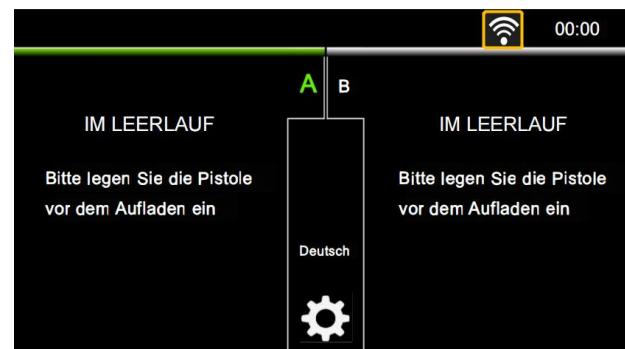 00:00
A
B
IM LEERLAUF
Bitte legen Sie die Pistole
vor dem Aufladen ein
IM LEERLAUF
Bitte legen Sie die Pistole
vor dem Aufladen ein
Deutsch